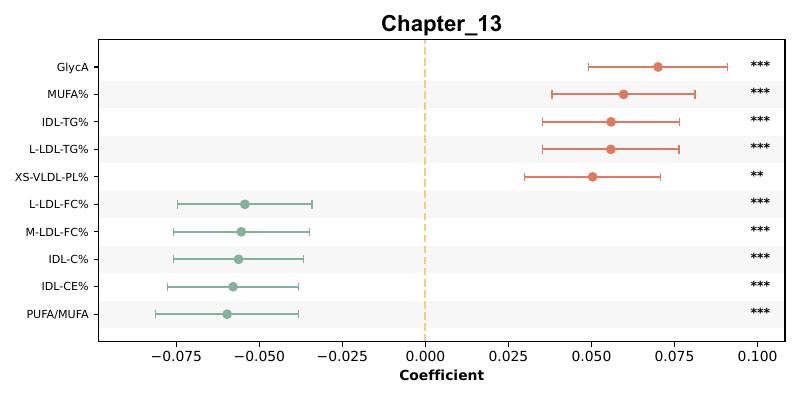 Chapter_13
GlycA ***
MUFA% ***
IDL-TG% ***
L-LDL-TG% ***
XS-VLDL-PL% **
L-LDL-FC% ***
M-LDL-FC% ***
IDL-C% ***
IDL-CE% ***
PUFA/MUFA ***
−0.075 −0.050 −0.025 0.000 0.025 0.050 0.075 0.100
Coefficient